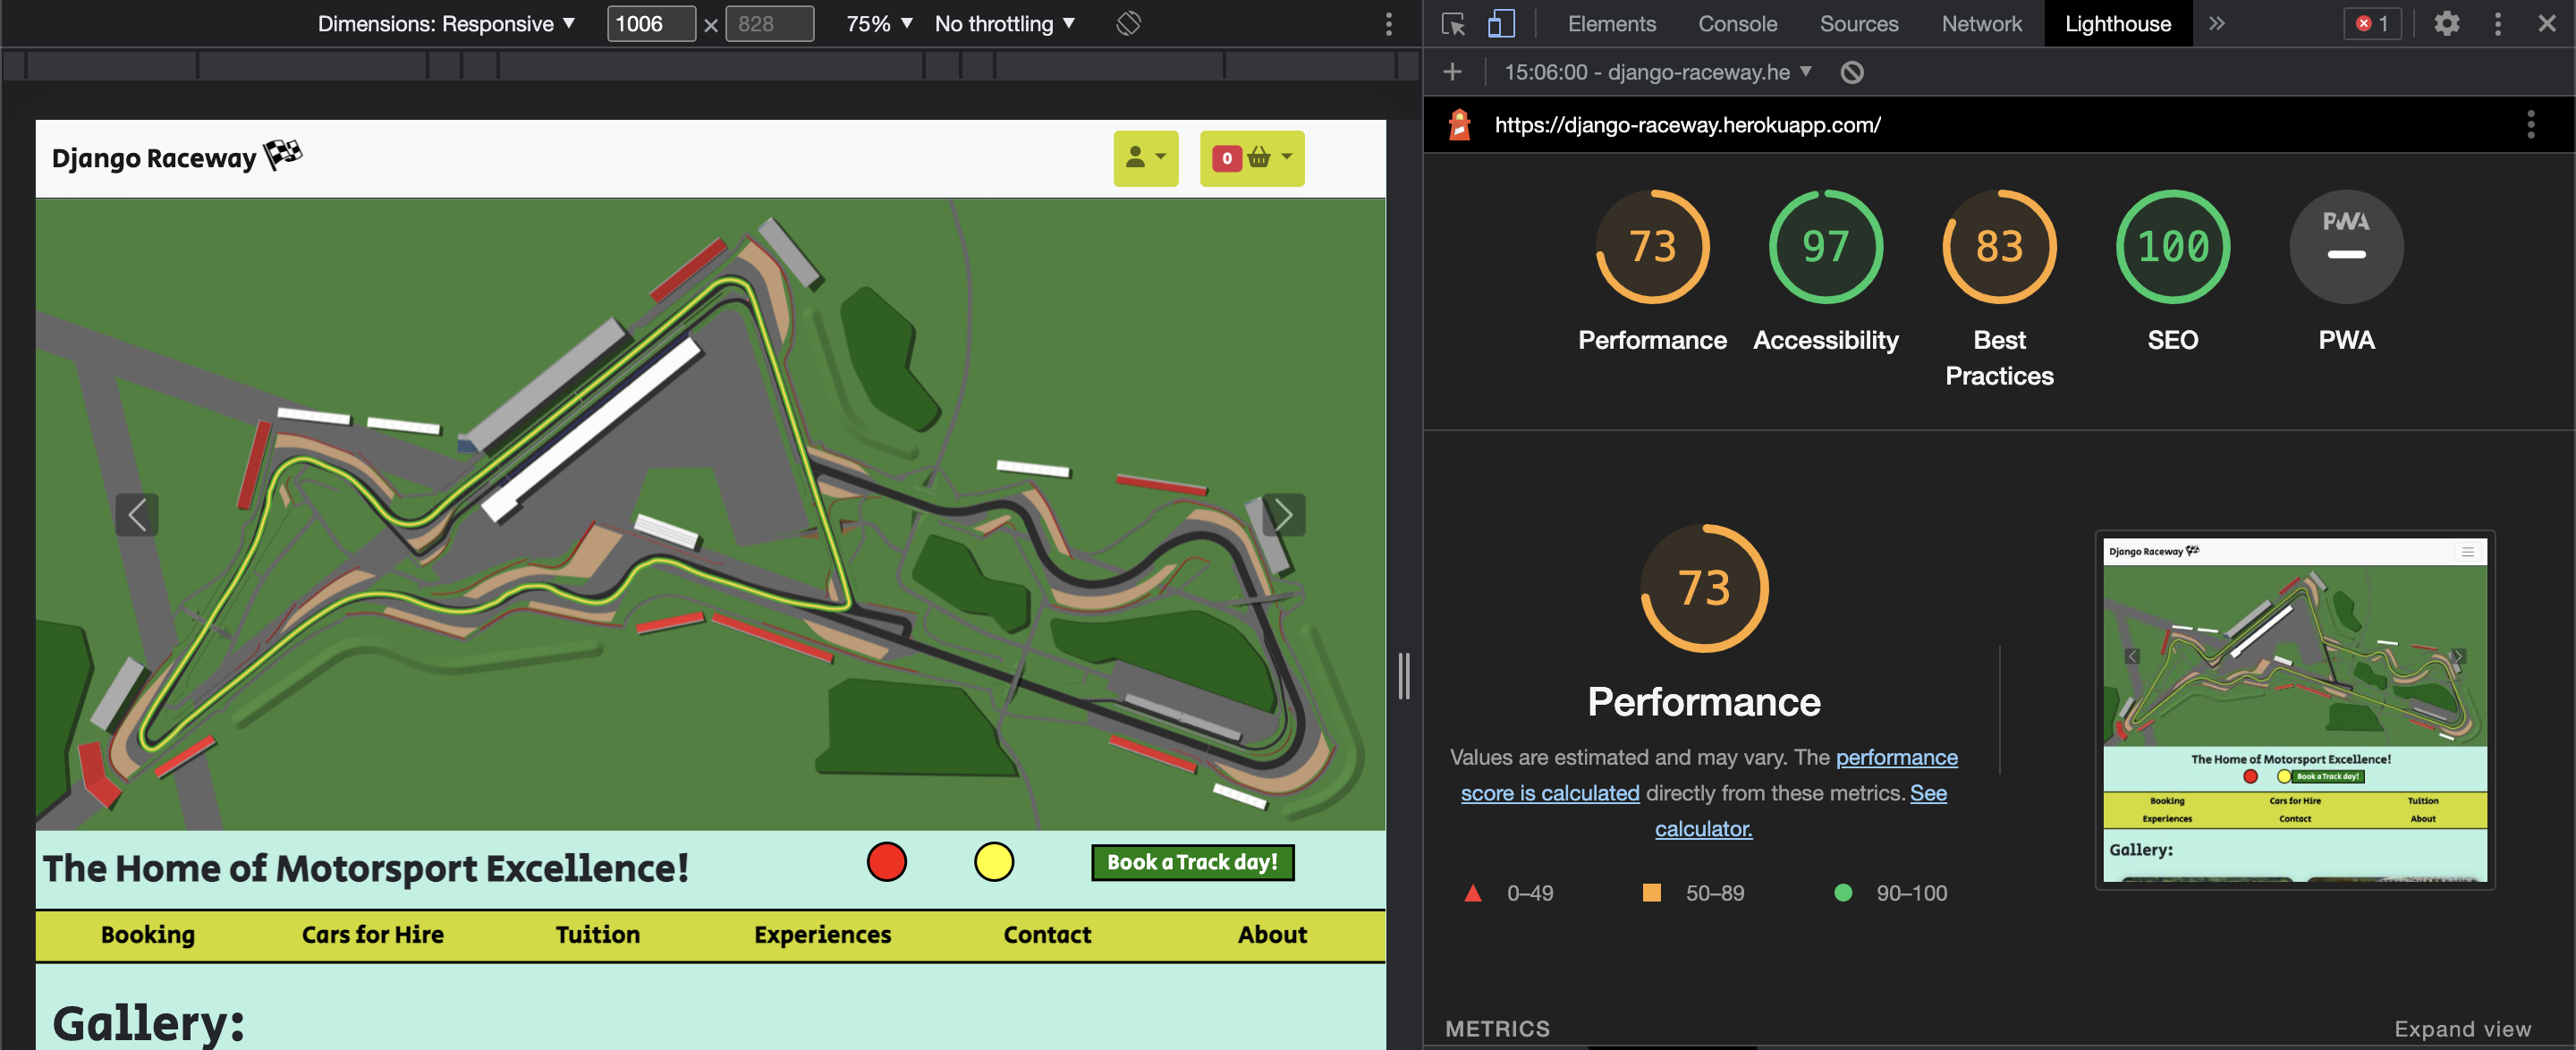 Dimensions: Responsive ▼ 1006 × 828 75% ▼ No throttling ▼
Elements Console Sources Network Lighthouse » 1
+ 15:06:00 - django-raceway.he ▼
https://django-raceway.herokuapp.com/
Django Raceway
0
73 97 83 100 PWA
Performance Accessibility Best Practices SEO PWA
73
Performance
Values are estimated and may vary. The performance
score is calculated directly from these metrics. See
calculator.
0–49 50–89 90–100
Django Raceway
The Home of Motorsport Excellence!
Book a Track day!
Booking Cars for Hire Tuition
Experiences Contact About
Gallery:
METRICS Expand view
The Home of Motorsport Excellence! Book a Track day!
Booking Cars for Hire Tuition Experiences Contact About
Gallery: